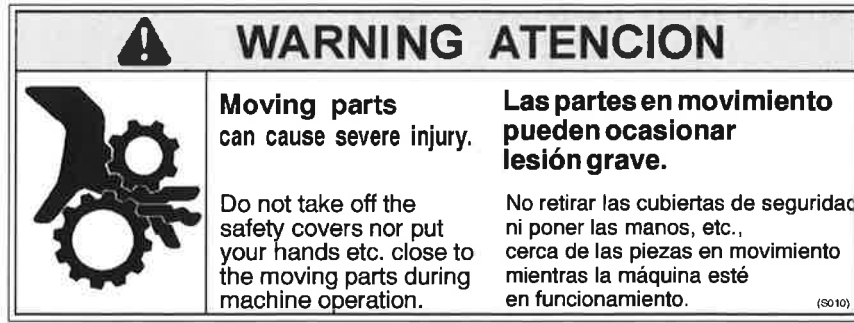 WARNING ATENCION
Moving parts
can cause severe injury.
Do not take off the
safety covers nor put
your hands etc. close to
the moving parts during
machine operation.
Las partes en movimiento
pueden ocasionar
lesión grave.
No retirar las cubiertas de seguridad
ni poner las manos, etc.,
cerca de las piezas en movimiento
mientras la máquina esté
en funcionamiento.
(S010)